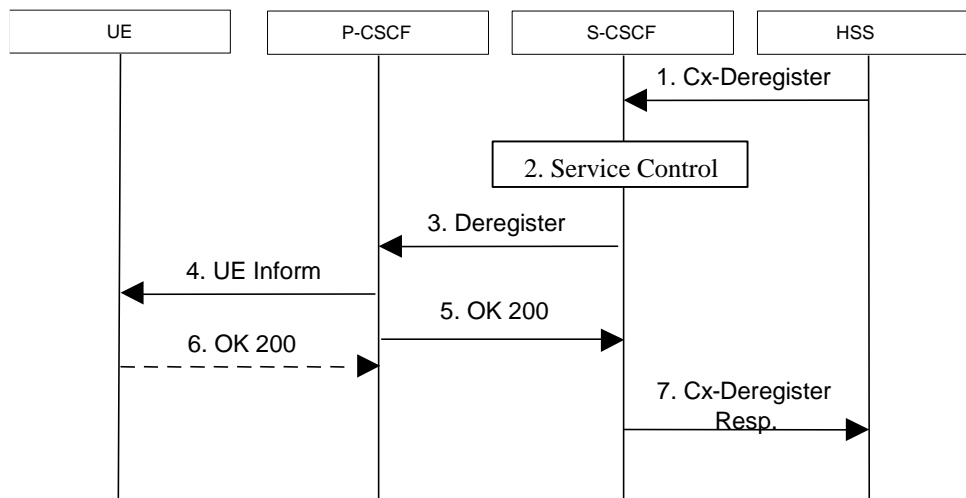 UE
P-CSCF
S-CSCF
HSS
1. Cx-Deregister
2. Service Control
3. Deregister
4. UE Inform
5. OK 200
6. OK 200
7. Cx-Deregister
Resp.